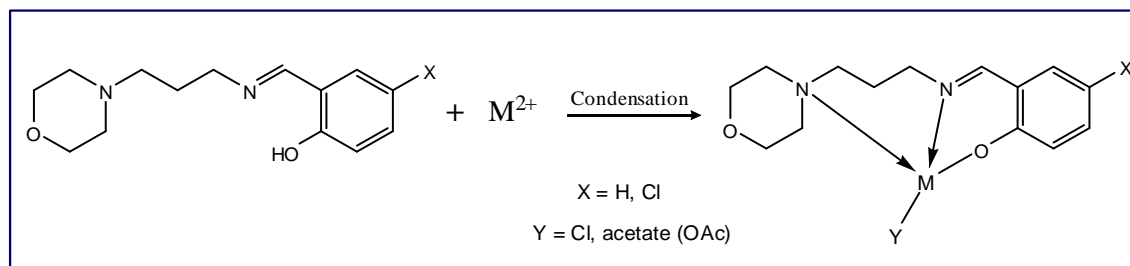 N
O
N
HO
X
+ M²⁺
Condensation
X = H, Cl
Y = Cl, acetate (OAc)
N
O
N
X
O
M
Y